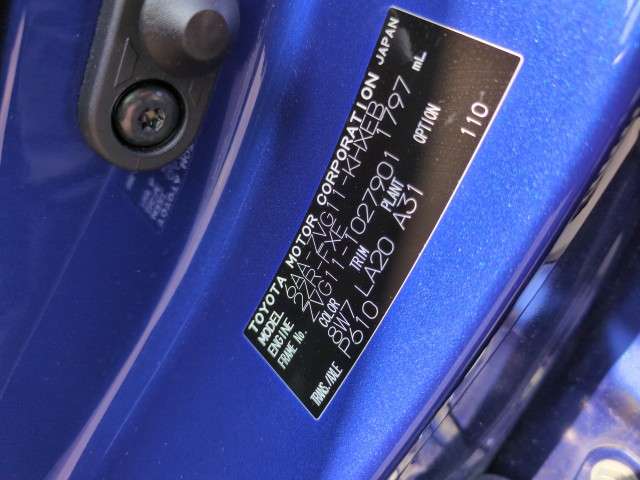 TOYOTA MOTOR CORPORATION JAPAN
MODEL 6AA-ZVG11-KHXEB
ENGINE 2ZR-FXE 1797 mL
FRAME No. ZVG11-1027901
COLOR TRIM PLANT OPTION
8W7 LA20 A31 110
TRANS./AXLE P610